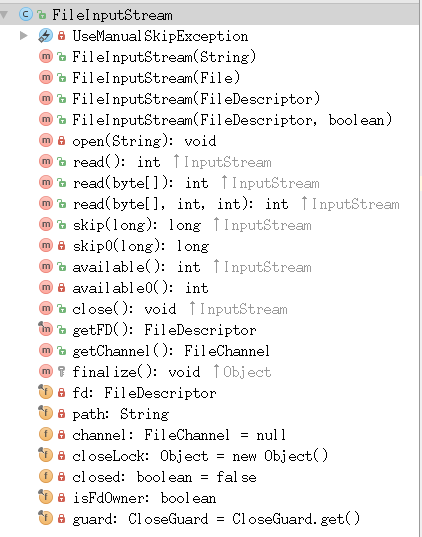 FileInputStream
UseManualSkipException
FileInputStream(String)
FileInputStream(File)
FileInputStream(FileDescriptor)
FileInputStream(FileDescriptor, boolean)
open(String): void
read(): int ↑InputStream
read(byte[]): int ↑InputStream
read(byte[], int, int): int ↑InputStream
skip(long): long ↑InputStream
skip0(long): long
available(): int ↑InputStream
available0(): int
close(): void ↑InputStream
getFD(): FileDescriptor
getChannel(): FileChannel
finalize(): void ↑Object
fd: FileDescriptor
path: String
channel: FileChannel = null
closeLock: Object = new Object()
closed: boolean = false
isFdOwner: boolean
guard: CloseGuard = CloseGuard.get()